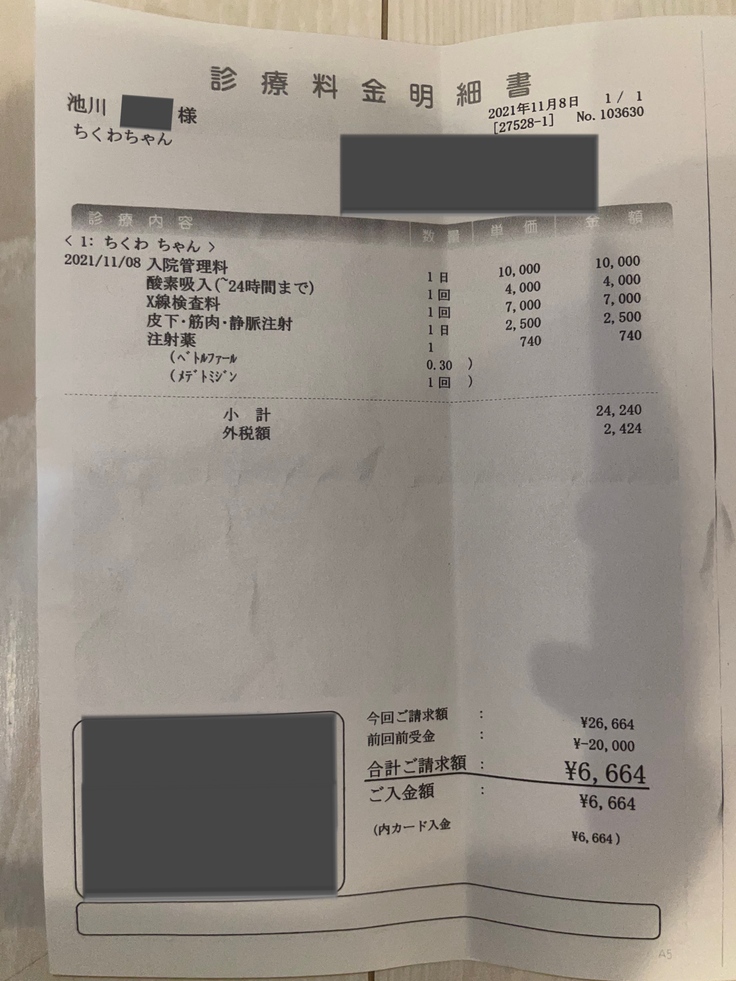 診療料金明細書
池川 様
ちくわちゃん
2021年11月8日 1 / 1
[27528-1] No. 103630
診療内容 数量 単価 金額
< 1: ちくわ ちゃん >
2021/11/08 入院管理料 1日 10,000 10,000
酸素吸入(~24時間まで) 1回 4,000 4,000
X線検査料 1回 7,000 7,000
皮下・筋肉・静脈注射 1日 2,500 2,500
注射薬 1 740 740
(ﾍﾞﾄﾙﾌｧｰﾙ 0.30 )
(ﾒﾃﾞﾄﾐｼﾞﾝ 1回 )
小計 24,240
外税額 2,424
今回ご請求額 : ¥26,664
前回前受金 : ¥-20,000
合計ご請求額 : ¥6,664
ご入金額 : ¥6,664
(内カード入金 ¥6,664)
A5